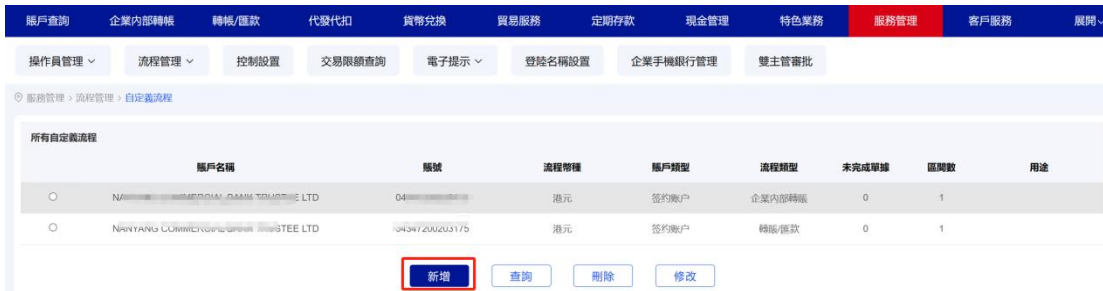 賬戶查詢 企業內部轉帳 轉帳/匯款 代發代扣 貨幣兌換 貿易服務 定期存款 現金管理 特色業務 服務管理 客戶服務 展開
操作員管理 流程管理 控制設置 交易限額查詢 電子提示 登陸名稱設置 企業手機銀行管理 雙主管審批
服務管理 > 流程管理 > 自定義流程
所有自定義流程
賬戶名稱 賬號 流程幣種 賬戶類型 流程類型 未完成單據 區間數 用途
LTD 04 港元 签约账户 企業內部轉賬 0 1
NANYANG LTD 港元 签约账户 轉賬/匯款 0 1
新增 查詢 刪除 修改